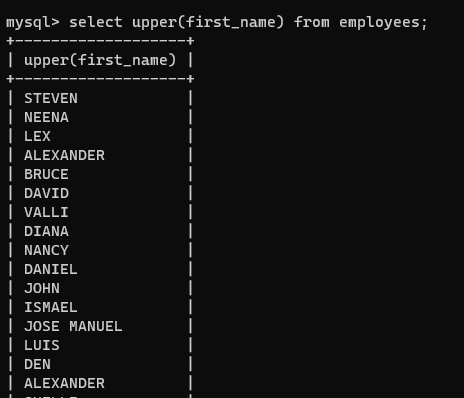 mysql> select upper(first_name) from employees;
+-------------------+
| upper(first_name) |
+-------------------+
| STEVEN            |
| NEENA             |
| LEX               |
| ALEXANDER         |
| BRUCE             |
| DAVID             |
| VALLI             |
| DIANA             |
| NANCY             |
| DANIEL            |
| JOHN              |
| ISMAEL            |
| JOSE MANUEL       |
| LUIS              |
| DEN               |
| ALEXANDER         |